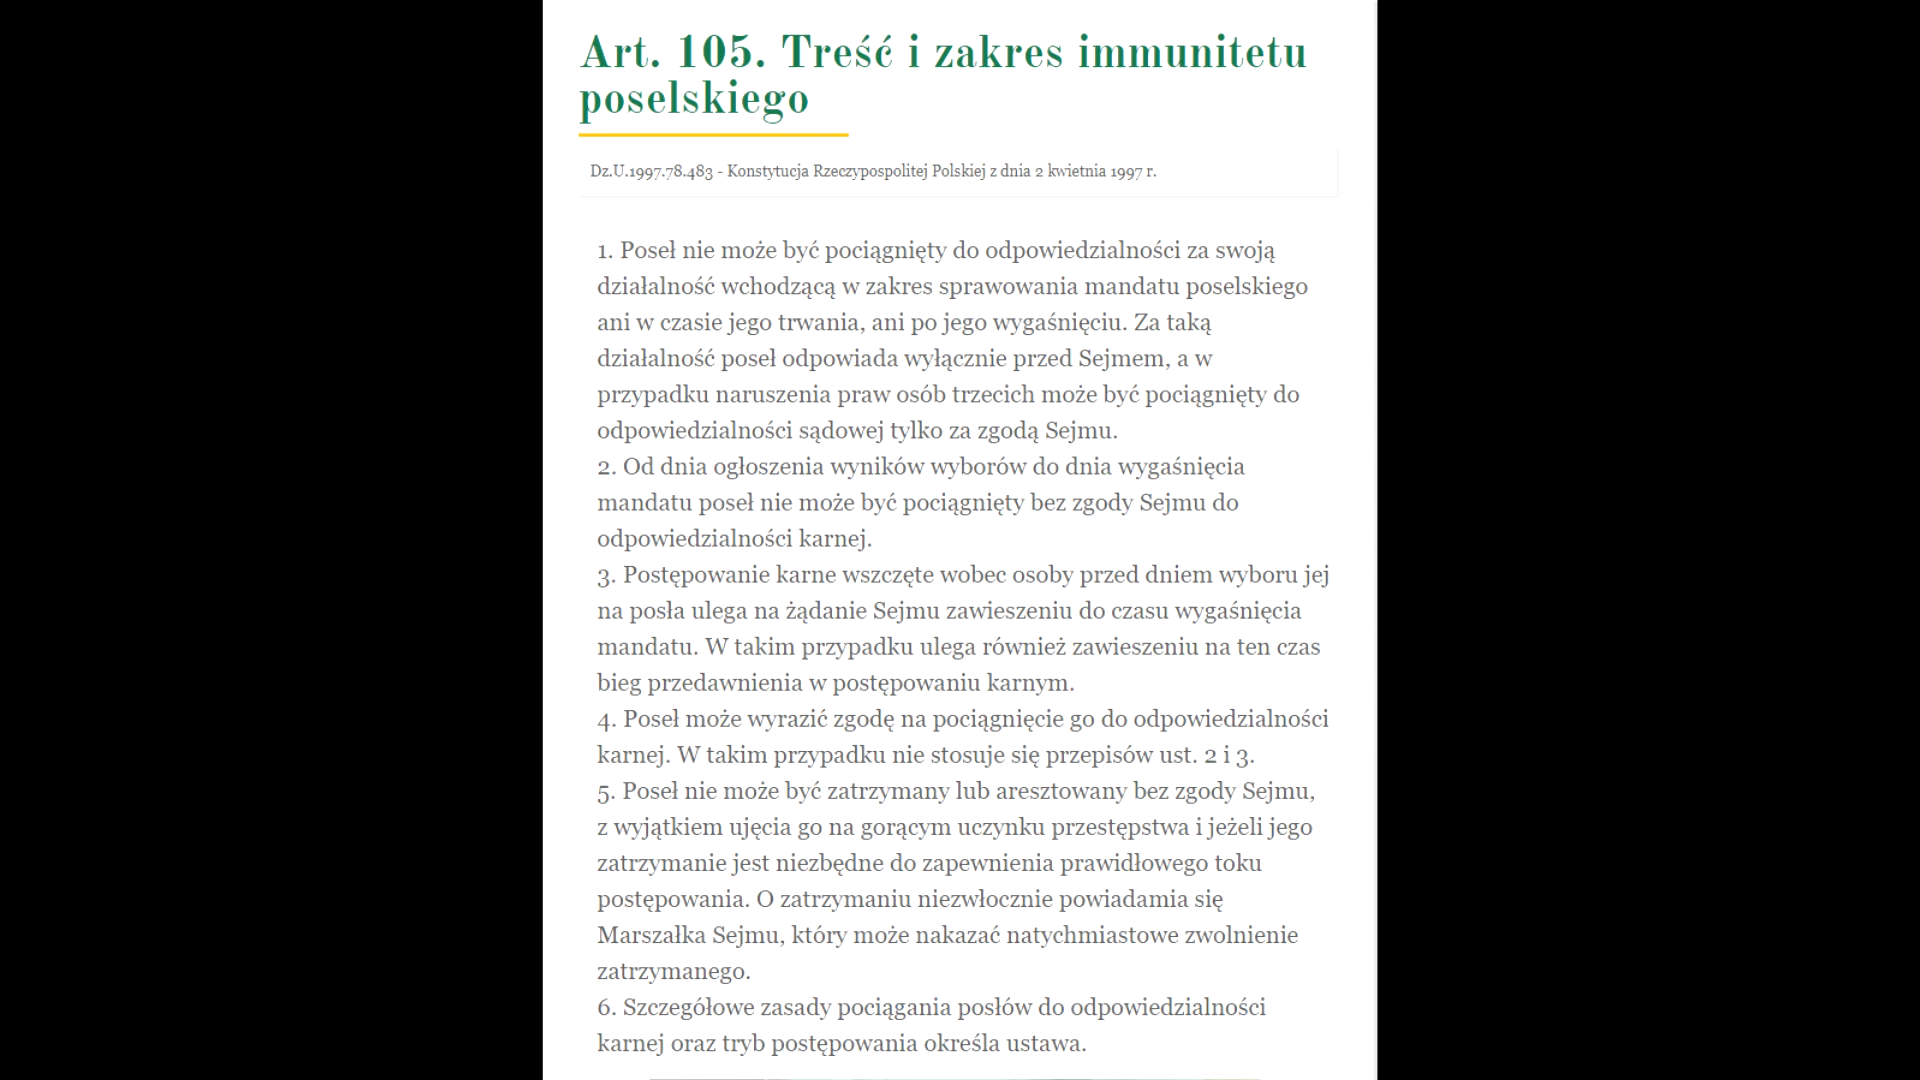 Art. 105. Treść i zakres immunitetu
poselskiego
Dz.U.1997.78.483 - Konstytucja Rzeczypospolitej Polskiej z dnia 2 kwietnia 1997 r.
1. Poseł nie może być pociągnięty do odpowiedzialności za swoją
działalność wchodzącą w zakres sprawowania mandatu poselskiego
ani w czasie jego trwania, ani po jego wygaśnięciu. Za taką
działalność poseł odpowiada wyłącznie przed Sejmem, a w
przypadku naruszenia praw osób trzecich może być pociągnięty do
odpowiedzialności sądowej tylko za zgodą Sejmu.
2. Od dnia ogłoszenia wyników wyborów do dnia wygaśnięcia
mandatu poseł nie może być pociągnięty bez zgody Sejmu do
odpowiedzialności karnej.
3. Postępowanie karne wszczęte wobec osoby przed dniem wyboru jej
na posła ulega na żądanie Sejmu zawieszeniu do czasu wygaśnięcia
mandatu. W takim przypadku ulega również zawieszeniu na ten czas
bieg przedawnienia w postępowaniu karnym.
4. Poseł może wyrazić zgodę na pociągnięcie go do odpowiedzialności
karnej. W takim przypadku nie stosuje się przepisów ust. 2 i 3.
5. Poseł nie może być zatrzymany lub aresztowany bez zgody Sejmu,
z wyjątkiem ujęcia go na gorącym uczynku przestępstwa i jeżeli jego
zatrzymanie jest niezbędne do zapewnienia prawidłowego toku
postępowania. O zatrzymaniu niezwłocznie powiadamia się
Marszałka Sejmu, który może nakazać natychmiastowe zwolnienie
zatrzymanego.
6. Szczegółowe zasady pociągania posłów do odpowiedzialności
karnej oraz tryb postępowania określa ustawa.